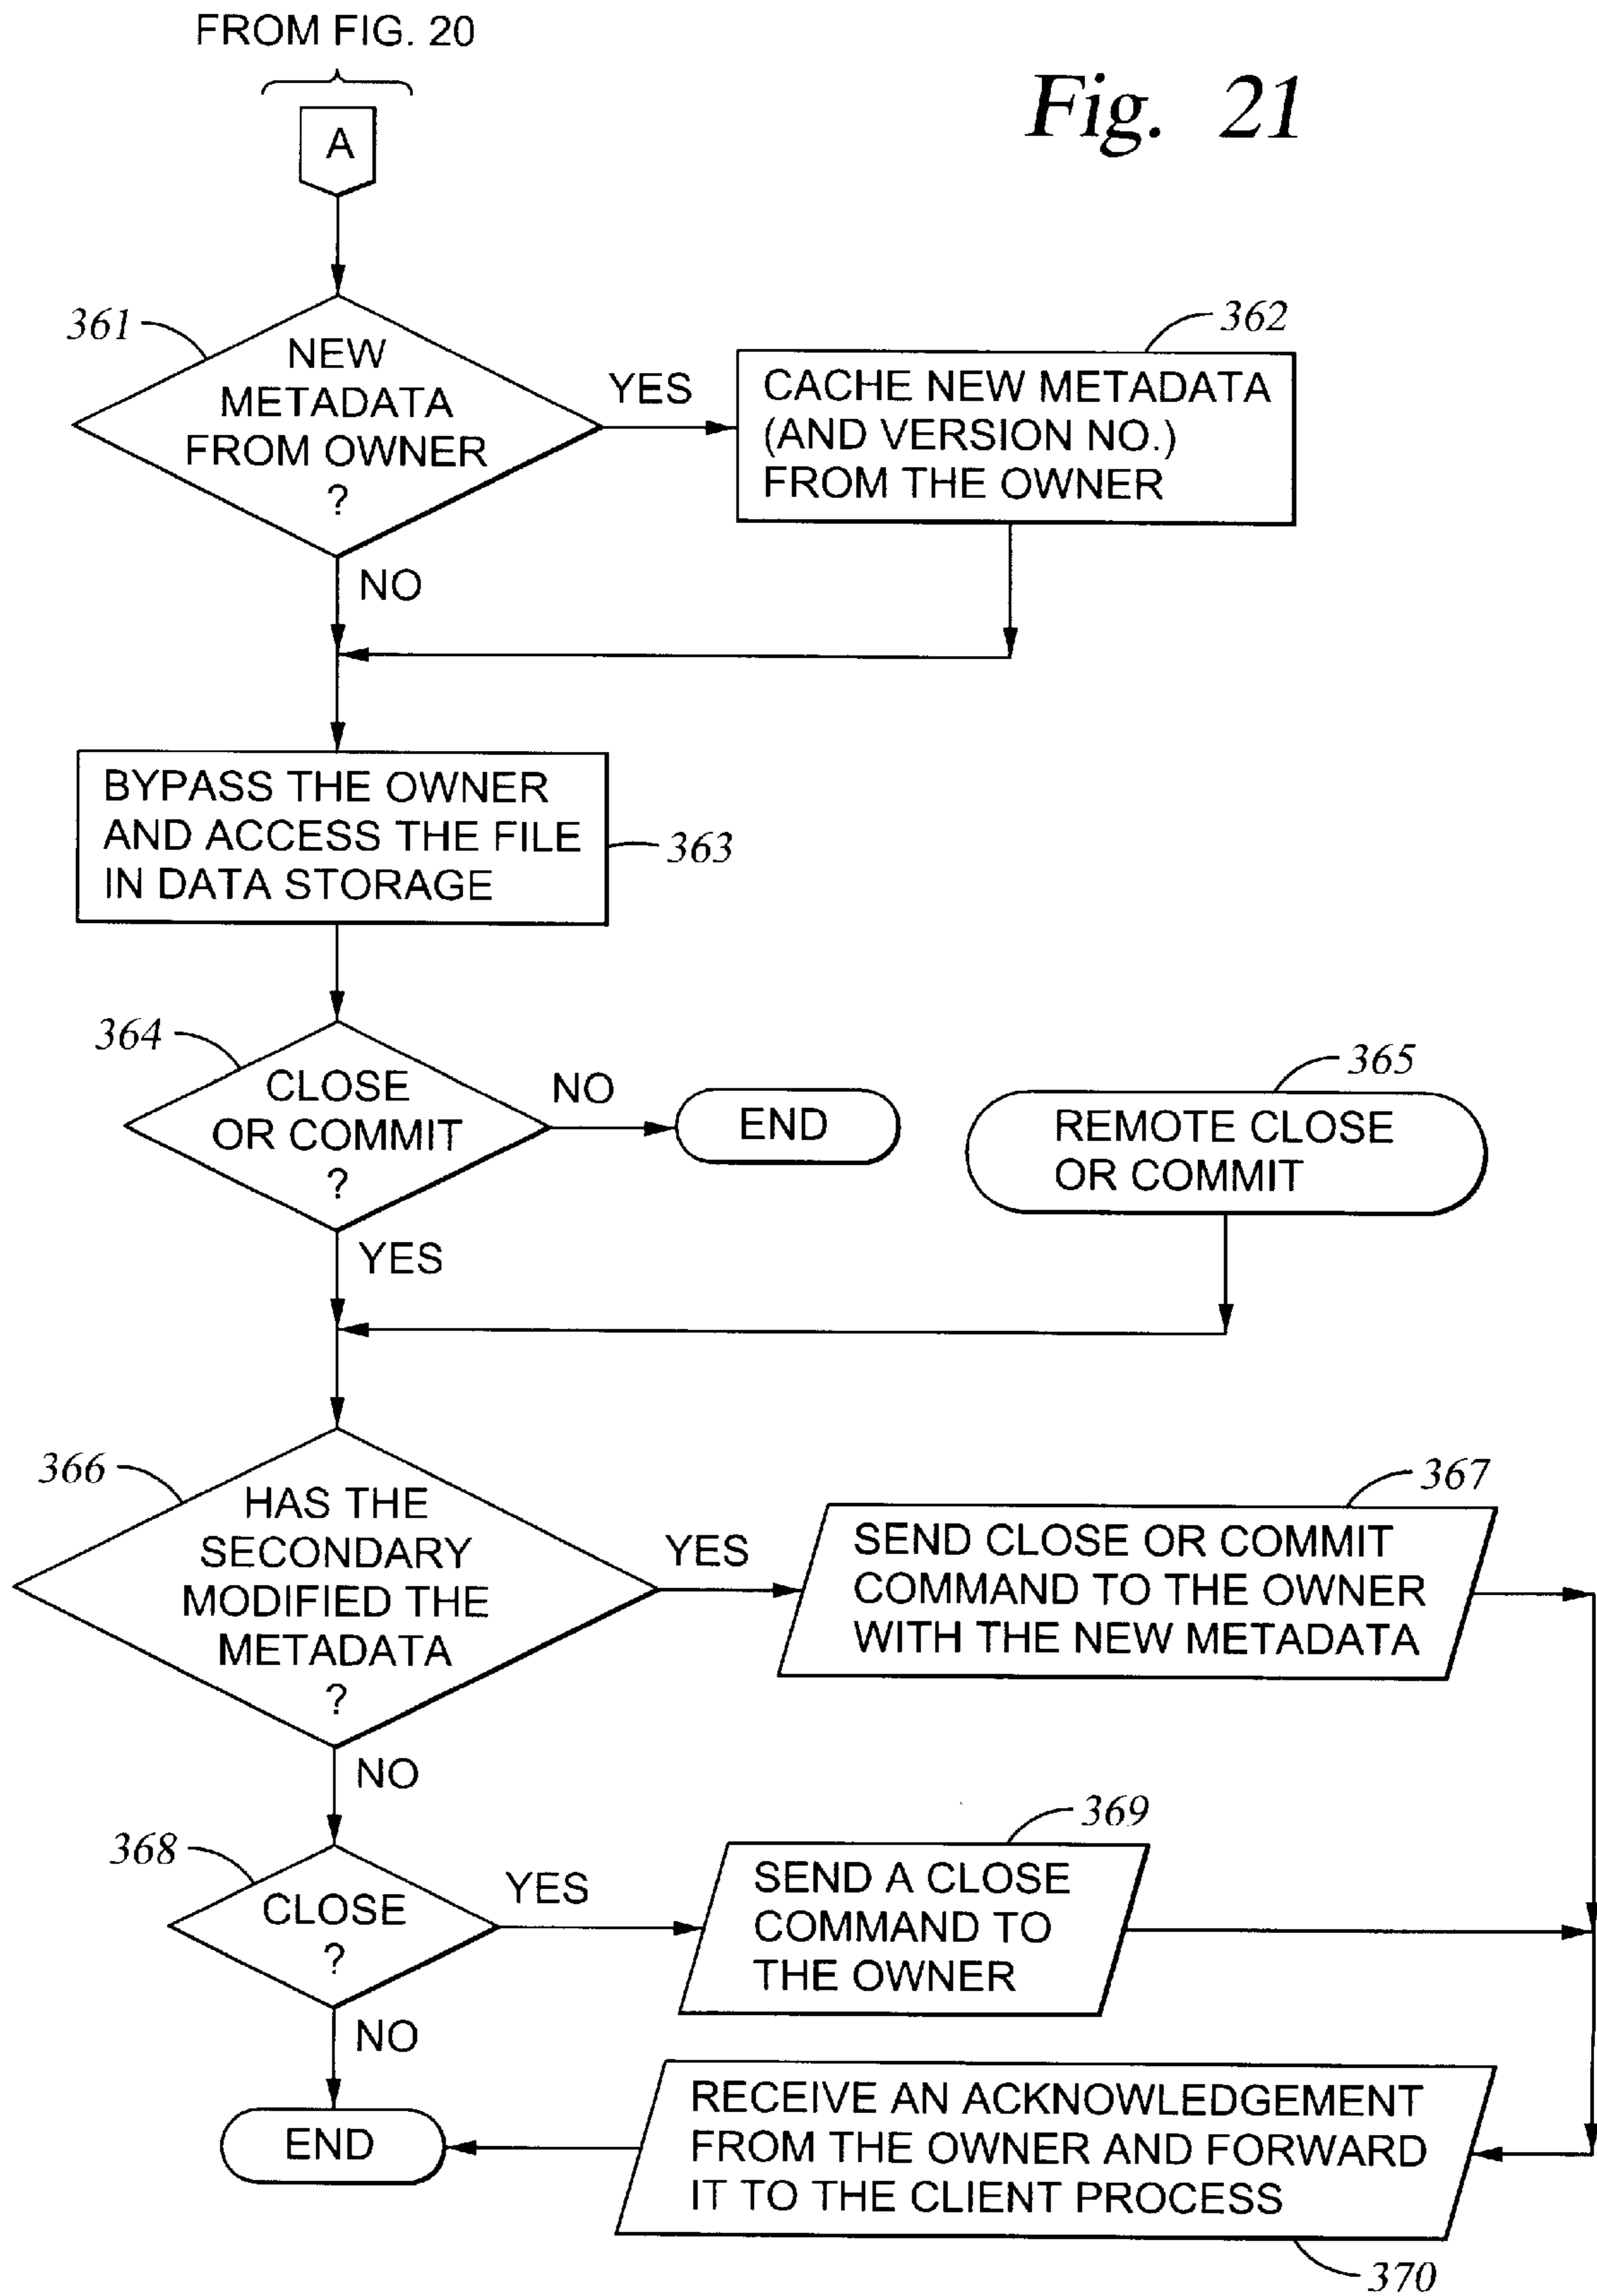 FROM FIG. 20
Fig. 21
A
361
NEW
METADATA
FROM OWNER
?
YES
362
CACHE NEW METADATA
(AND VERSION NO.)
FROM THE OWNER
NO
BYPASS THE OWNER
AND ACCESS THE FILE
IN DATA STORAGE
363
364
CLOSE
OR COMMIT
?
NO
END
365
REMOTE CLOSE
OR COMMIT
YES
366
HAS THE
SECONDARY
MODIFIED THE
METADATA
?
YES
367
SEND CLOSE OR COMMIT
COMMAND TO THE OWNER
WITH THE NEW METADATA
NO
368
CLOSE
?
YES
369
SEND A CLOSE
COMMAND TO
THE OWNER
NO
END
RECEIVE AN ACKNOWLEDGEMENT
FROM THE OWNER AND FORWARD
IT TO THE CLIENT PROCESS
370